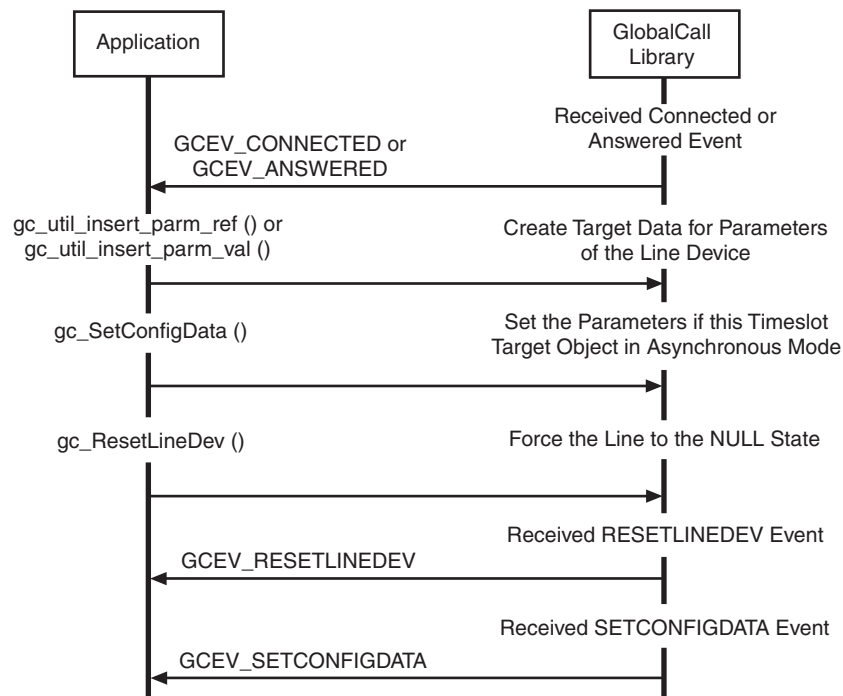 Application
GlobalCall
Library
Received Connected or
Answered Event
GCEV_CONNECTED or
GCEV_ANSWERED
gc_util_insert_parm_ref () or
gc_util_insert_parm_val ()
Create Target Data for Parameters
of the Line Device
gc_SetConfigData ()
Set the Parameters if this Timeslot
Target Object in Asynchronous Mode
gc_ResetLineDev ()
Force the Line to the NULL State
Received RESETLINEDEV Event
GCEV_RESETLINEDEV
Received SETCONFIGDATA Event
GCEV_SETCONFIGDATA